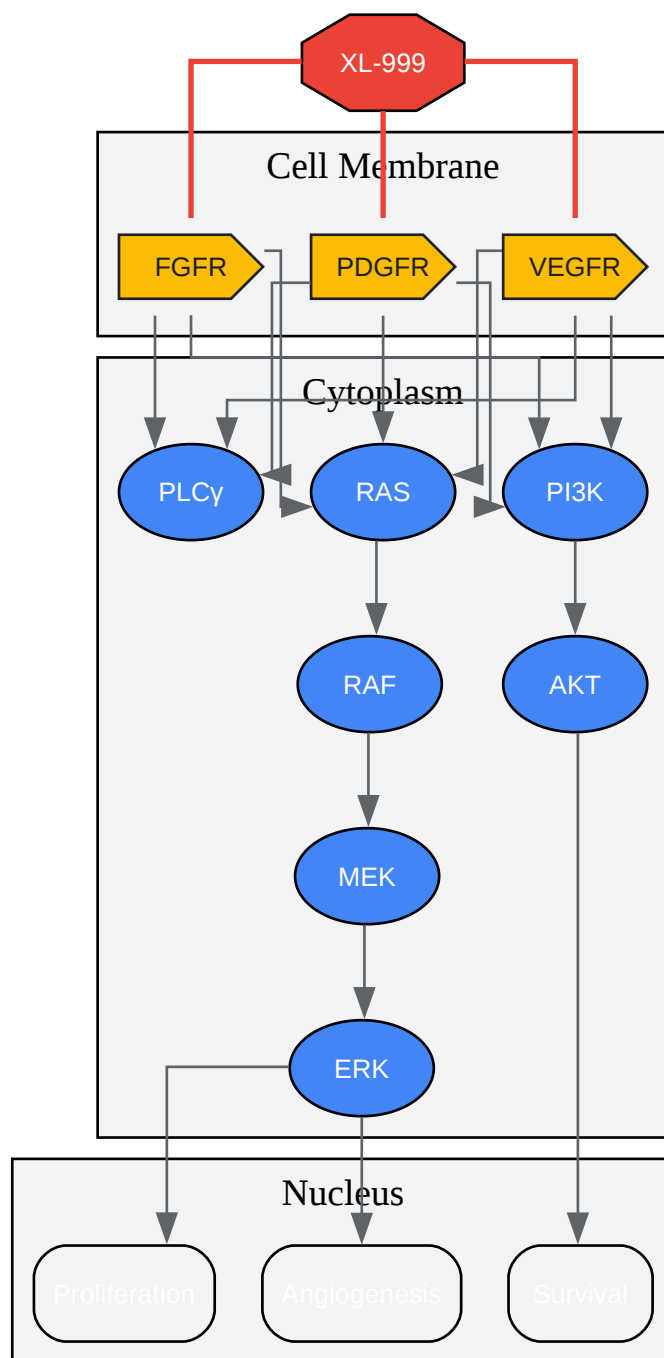 XL-999
Cell Membrane
FGFR
PDGFR
VEGFR
Cytoplasm
PLCγ
RAS
PI3K
RAF
AKT
MEK
ERK
Nucleus
Proliferation
Angiogenesis
Survival